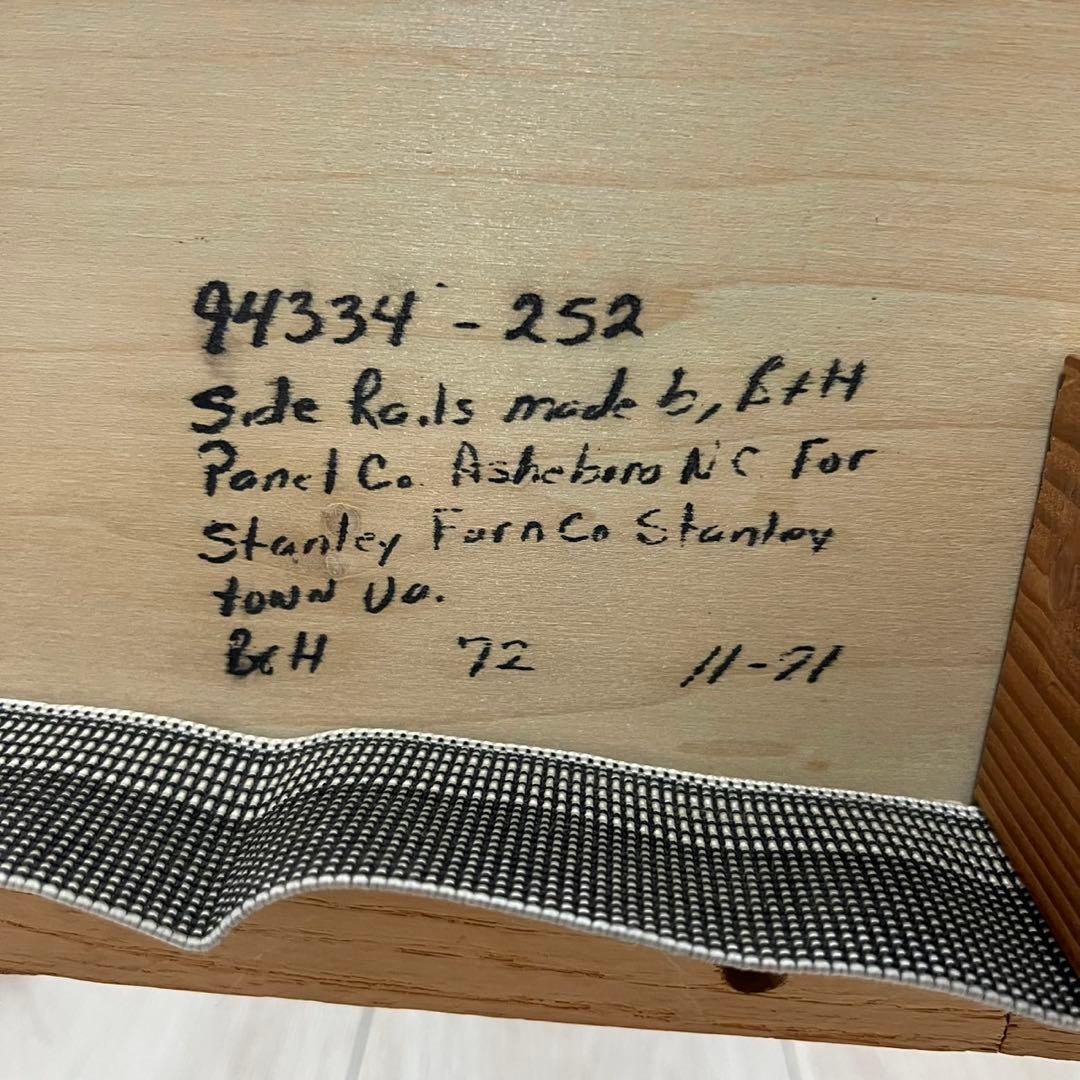 94334 - 252
Side Rails made by B+H
Panel Co. Asheboro NC For
Stanley Furn Co Stanley
town Va.
B&H 72 11-71